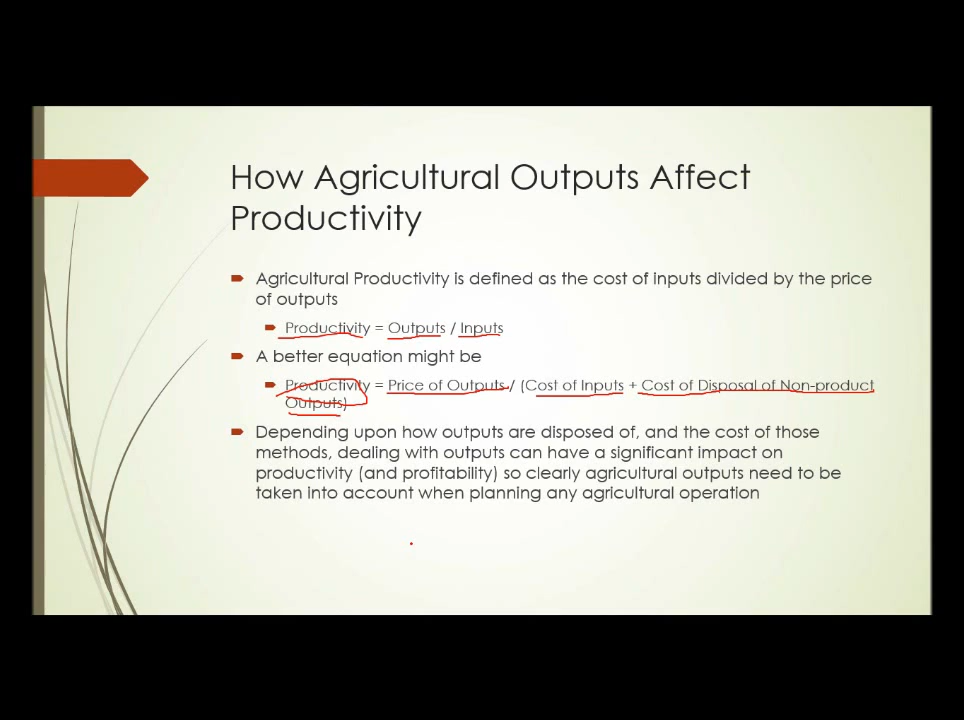 How Agricultural Outputs Affect
Productivity
Agricultural Productivity is defined as the cost of inputs divided by the price
of outputs
Productivity = Outputs / Inputs
A better equation might be
Productivity = Price of Outputs / (Cost of Inputs + Cost of Disposal of Non-product
Outputs)
Depending upon how outputs are disposed of, and the cost of those
methods, dealing with outputs can have a significant impact on
productivity (and profitability) so clearly agricultural outputs need to be
taken into account when planning any agricultural operation